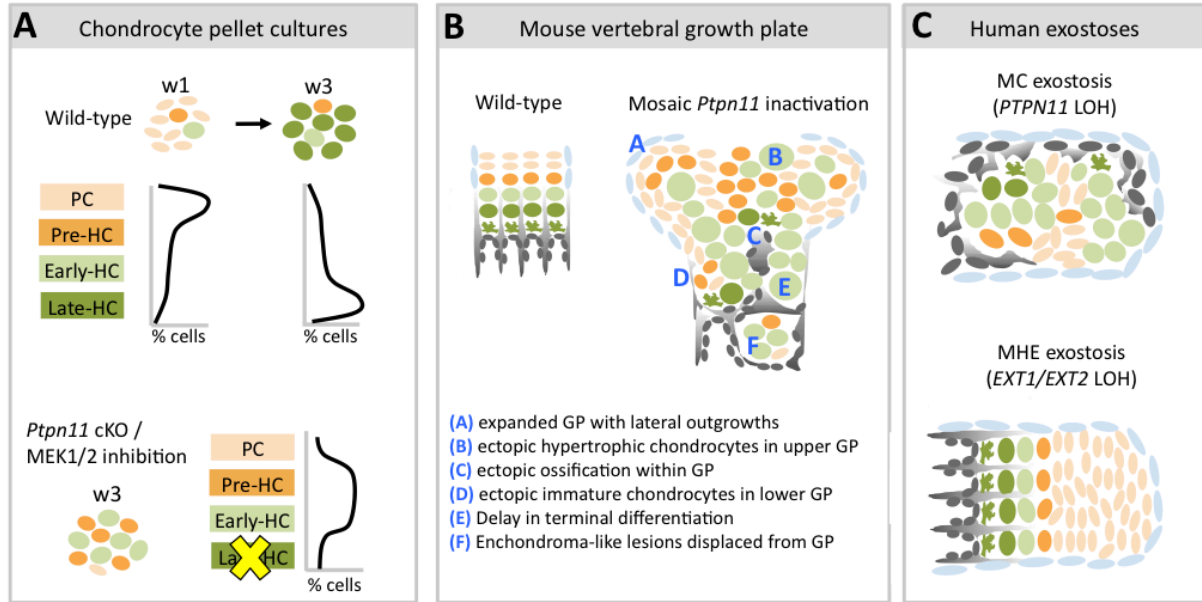 A
Chondrocyte pellet cultures
w1
w3
Wild-type
PC
Pre-HC
Early-HC
Late-HC
% cells
% cells
Ptpn11 cKO /
MEK1/2 inhibition
w3
PC
Pre-HC
Early-HC
Late-HC
% cells
B
Mouse vertebral growth plate
Wild-type
Mosaic Ptpn11 inactivation
A
B
C
D
E
F
(A) expanded GP with lateral outgrowths
(B) ectopic hypertrophic chondrocytes in upper GP
(C) ectopic ossification within GP
(D) ectopic immature chondrocytes in lower GP
(E) Delay in terminal differentiation
(F) Enchondroma-like lesions displaced from GP
C
Human exostoses
MC exostosis
(PTPN11 LOH)
MHE exostosis
(EXT1/EXT2 LOH)